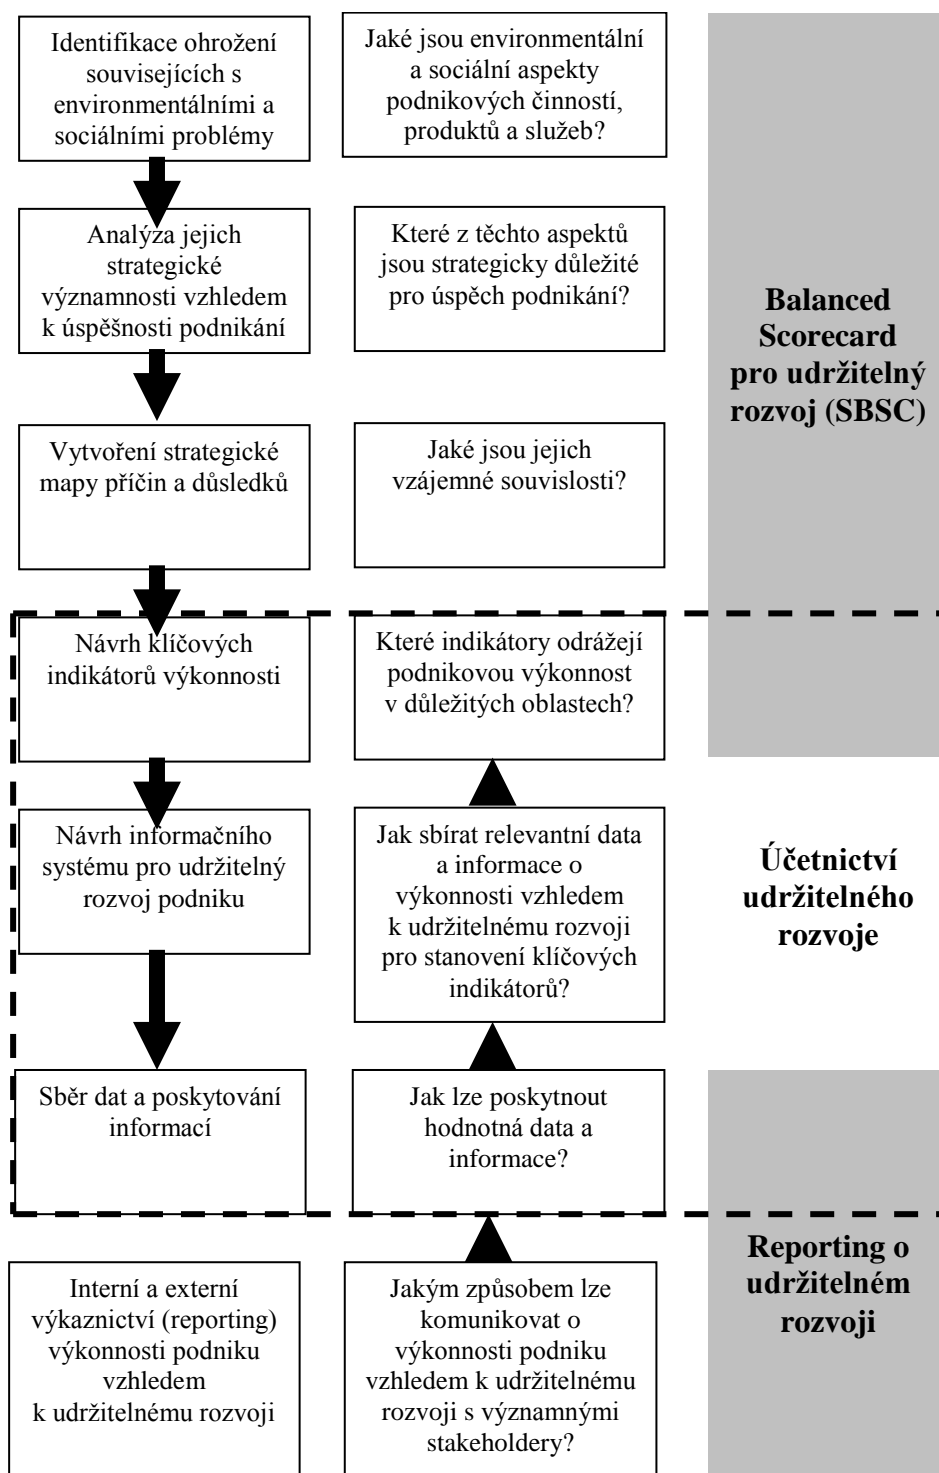 Identifikace ohrožení
souvisejících s
environmentálními a
sociálními problémy
Jaké jsou environmentální
a sociální aspekty
podnikových činností,
produktů a služeb?
Analýza jejich
strategické
významnosti vzhledem
k úspěšnosti podnikání
Které z těchto aspektů
jsou strategicky důležité
pro úspěch podnikání?
Balanced
Scorecard
pro udržitelný
rozvoj (SBSC)
Vytvoření strategické
mapy příčin a důsledků
Jaké jsou jejich
vzájemné souvislosti?
Návrh klíčových
indikátorů výkonnosti
Které indikátory odrážejí
podnikovou výkonnost
v důležitých oblastech?
Návrh informačního
systému pro udržitelný
rozvoj podniku
Jak sbírat relevantní data
a informace o
výkonnosti vzhledem
k udržitelnému rozvoji
pro stanovení klíčových
indikátorů?
Účetnictví
udržitelného
rozvoje
Sběr dat a poskytování
informací
Jak lze poskytnout
hodnotná data a
informace?
Reporting o
udržitelném
rozvoji
Interní a externí
výkaznictví (reporting)
výkonnosti podniku
vzhledem
k udržitelnému rozvoji
Jakým způsobem lze
komunikovat o
výkonnosti podniku
vzhledem k udržitelnému
rozvoji s významnými
stakeholdery?